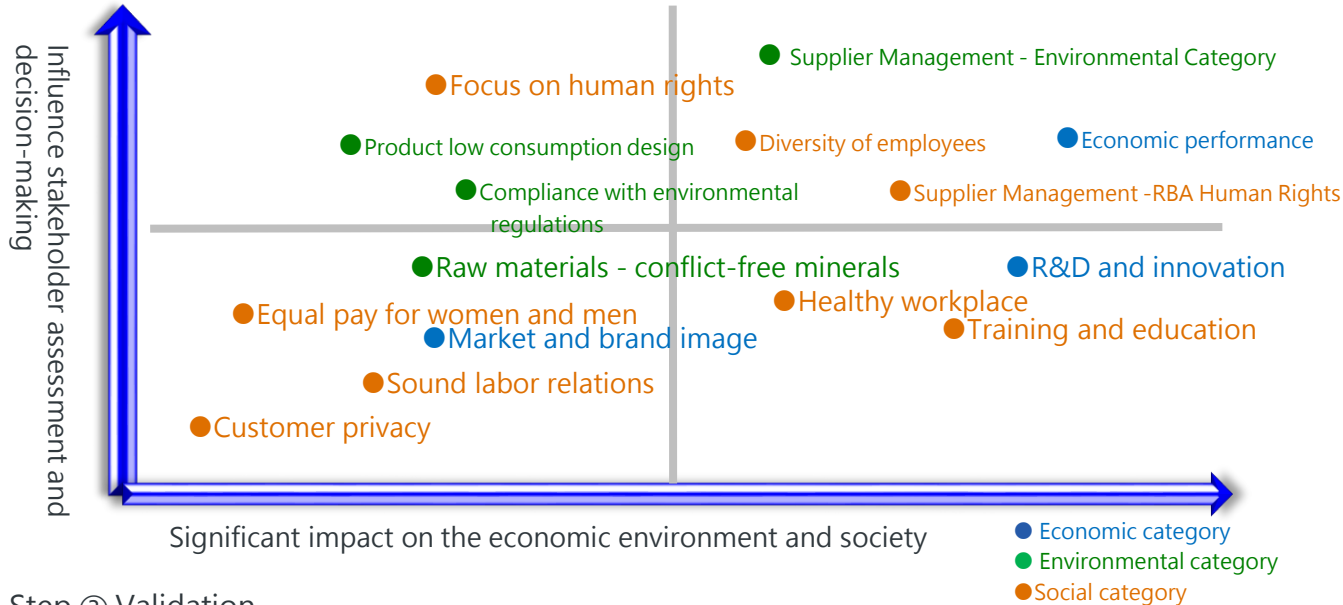 Influence stakeholder assessment and
decision-making
Supplier Management - Environmental Category
Focus on human rights
Product low consumption design
Diversity of employees
Economic performance
Compliance with environmental
regulations
Supplier Management -RBA Human Rights
Raw materials - conflict-free minerals
R&D and innovation
Equal pay for women and men
Healthy workplace
Market and brand image
Training and education
Sound labor relations
Customer privacy
Significant impact on the economic environment and society
Economic category
Environmental category
Social category
Step ③ Validation